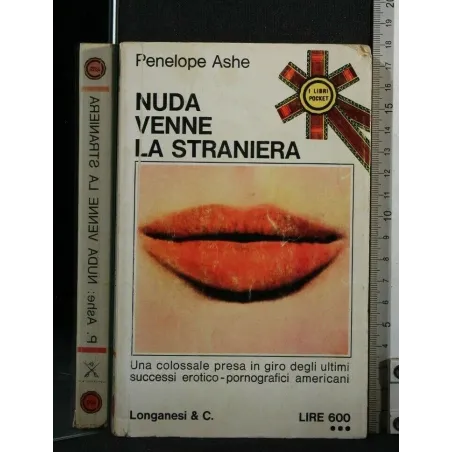 Penelope Ashe
I LIBRI
POCKET
NUDA
VENNE
LA STRANIERA
Una colossale presa in giro degli ultimi
successi erotico-pornografici americani
Longanesi & C.
LIRE 600
P. Ashe: NUDA VENNE LA STRANIERA